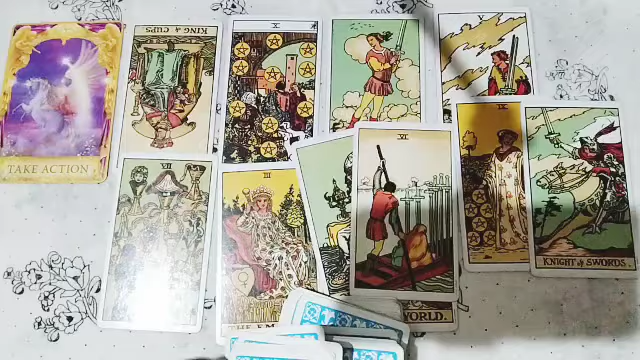 KING of CUPS
X
TAKE ACTION
VII
III
VI
IX
KNIGHT of SWORDS
WORLD.